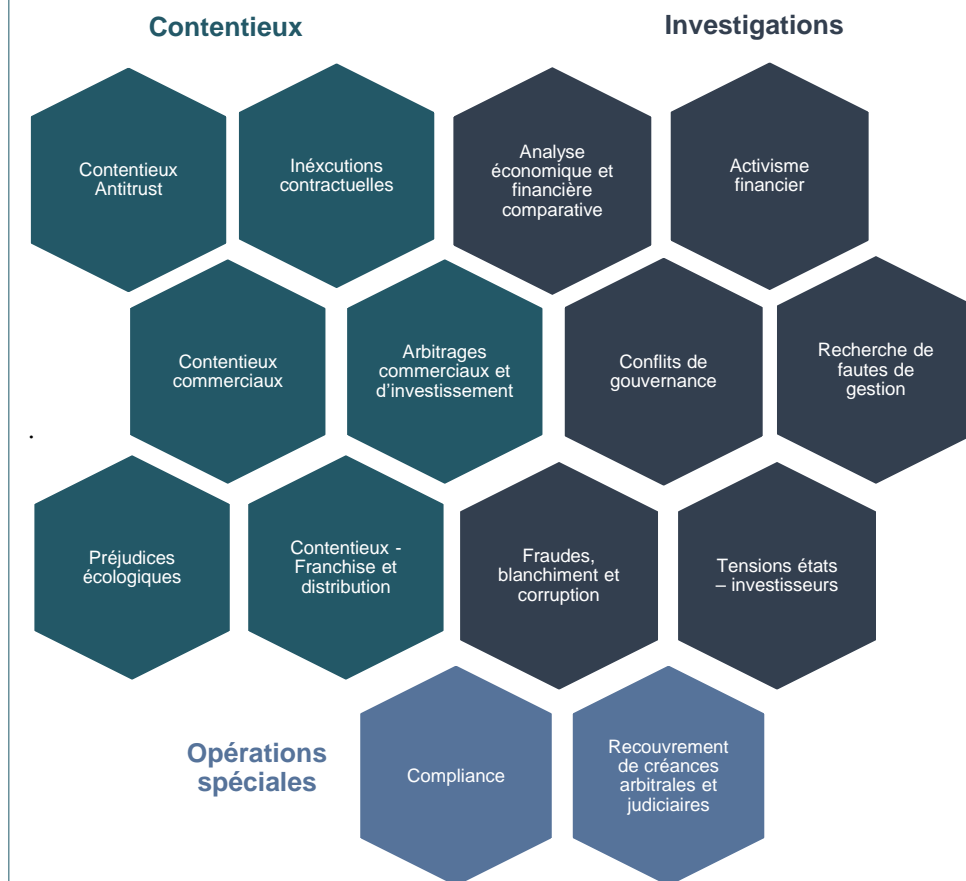 Contentieux
Investigations
Contentieux
Antitrust
Inéxcutions
contractuelles
Analyse
économique et
financière
comparative
Activisme
financier
Contentieux
commerciaux
Arbitrages
commerciaux et
d’investissement
Conflits de
gouvernance
Recherche de
fautes de
gestion
.
Préjudices
écologiques
Contentieux -
Franchise et
distribution
Fraudes,
blanchiment et
corruption
Tensions états
– investisseurs
Opérations
spéciales
Compliance
Recouvrement
de créances
arbitrales et
judiciaires